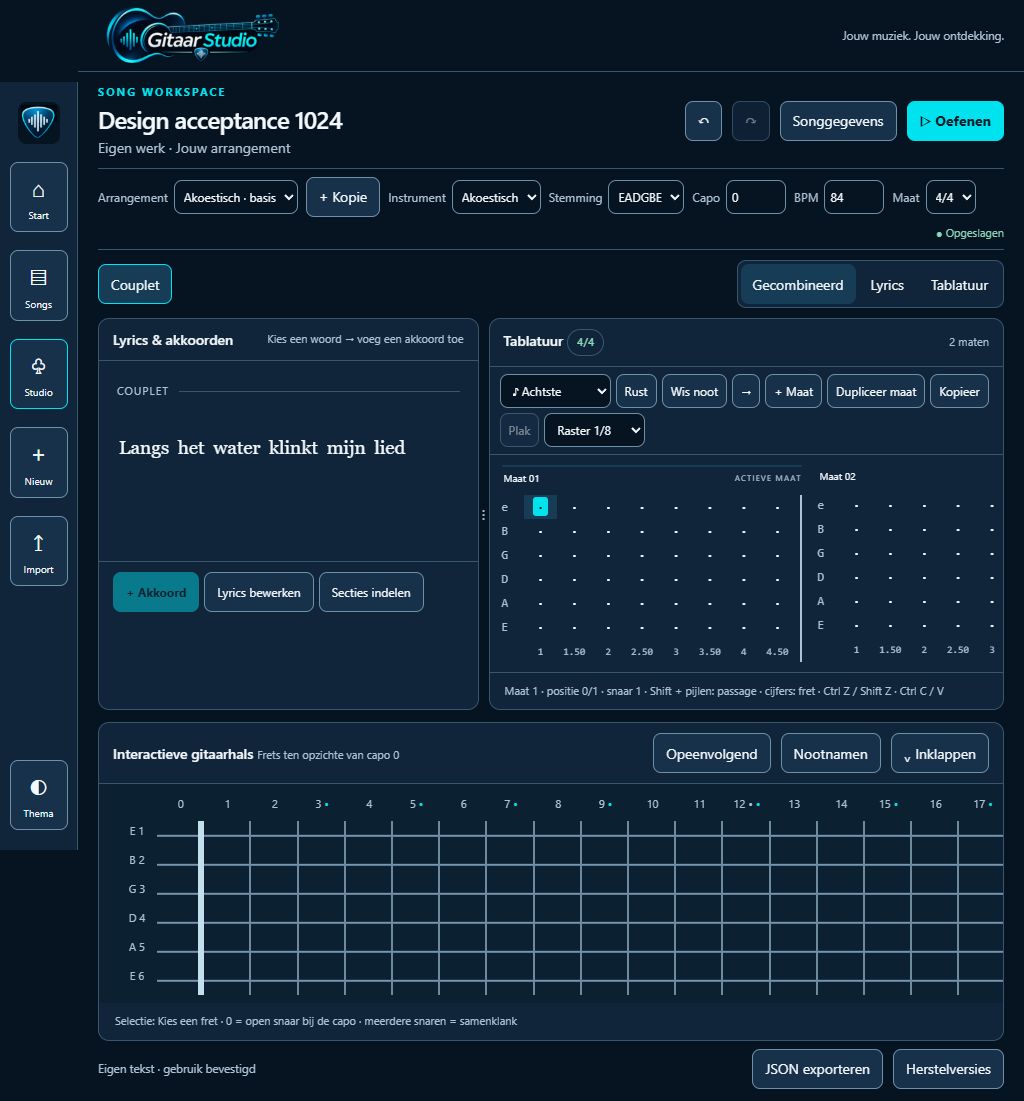 Gitaar Studio
Jouw muziek. Jouw ontdekking.
SONG WORKSPACE
Design acceptance 1024
Eigen werk · Jouw arrangement
↶ ↷ Songgegevens ▷ Oefenen
Arrangement Akoestisch · basis + Kopie Instrument Akoestisch Stemming EADGBE Capo 0 BPM 84 Maat 4/4
● Opgeslagen
Start
Songs
Studio
+
Nieuw
Import
Thema
Couplet
Gecombineerd Lyrics Tablatuur
Lyrics & akkoorden Kies een woord → voeg een akkoord toe
COUPLET
Langs het water klinkt mijn lied
+ Akkoord Lyrics bewerken Secties indelen
Tablatuur 4/4 2 maten
♪ Achtste Rust Wis noot → + Maat Dupliceer maat Kopieer
Plak Raster 1/8
Maat 01 ACTIEVE MAAT Maat 02
e - - - - - - - - e - - - - -
B - - - - - - - - B - - - - -
G - - - - - - - - G - - - - -
D - - - - - - - - D - - - - -
A - - - - - - - - A - - - - -
E - - - - - - - - E - - - - -
1 1.50 2 2.50 3 3.50 4 4.50 1 1.50 2 2.50 3
Maat 1 · positie 0/1 · snaar 1 · Shift + pijlen: passage · cijfers: fret · Ctrl Z / Shift Z · Ctrl C / V
Interactieve gitaarhals Frets ten opzichte van capo 0 Opeenvolgend Nootnamen v Inklappen
0 1 2 3 • 4 5 • 6 7 • 8 9 • 10 11 12 • • 13 14 15 • 16 17 •
E 1
B 2
G 3
D 4
A 5
E 6
Selectie: Kies een fret · 0 = open snaar bij de capo · meerdere snaren = samenklank
Eigen tekst · gebruik bevestigd JSON exporteren Herstelversies